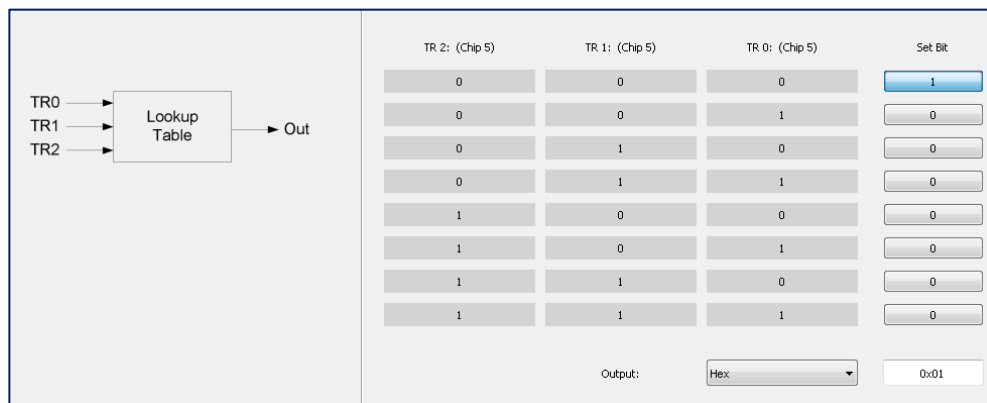 TR0
TR1
TR2
Lookup
Table
Out
TR 2: (Chip 5) TR 1: (Chip 5) TR 0: (Chip 5) Set Bit
0 0 0 1
0 0 1 0
0 1 0 0
0 1 1 0
1 0 0 0
1 0 1 0
1 1 0 0
1 1 1 0
Output: Hex 0x01